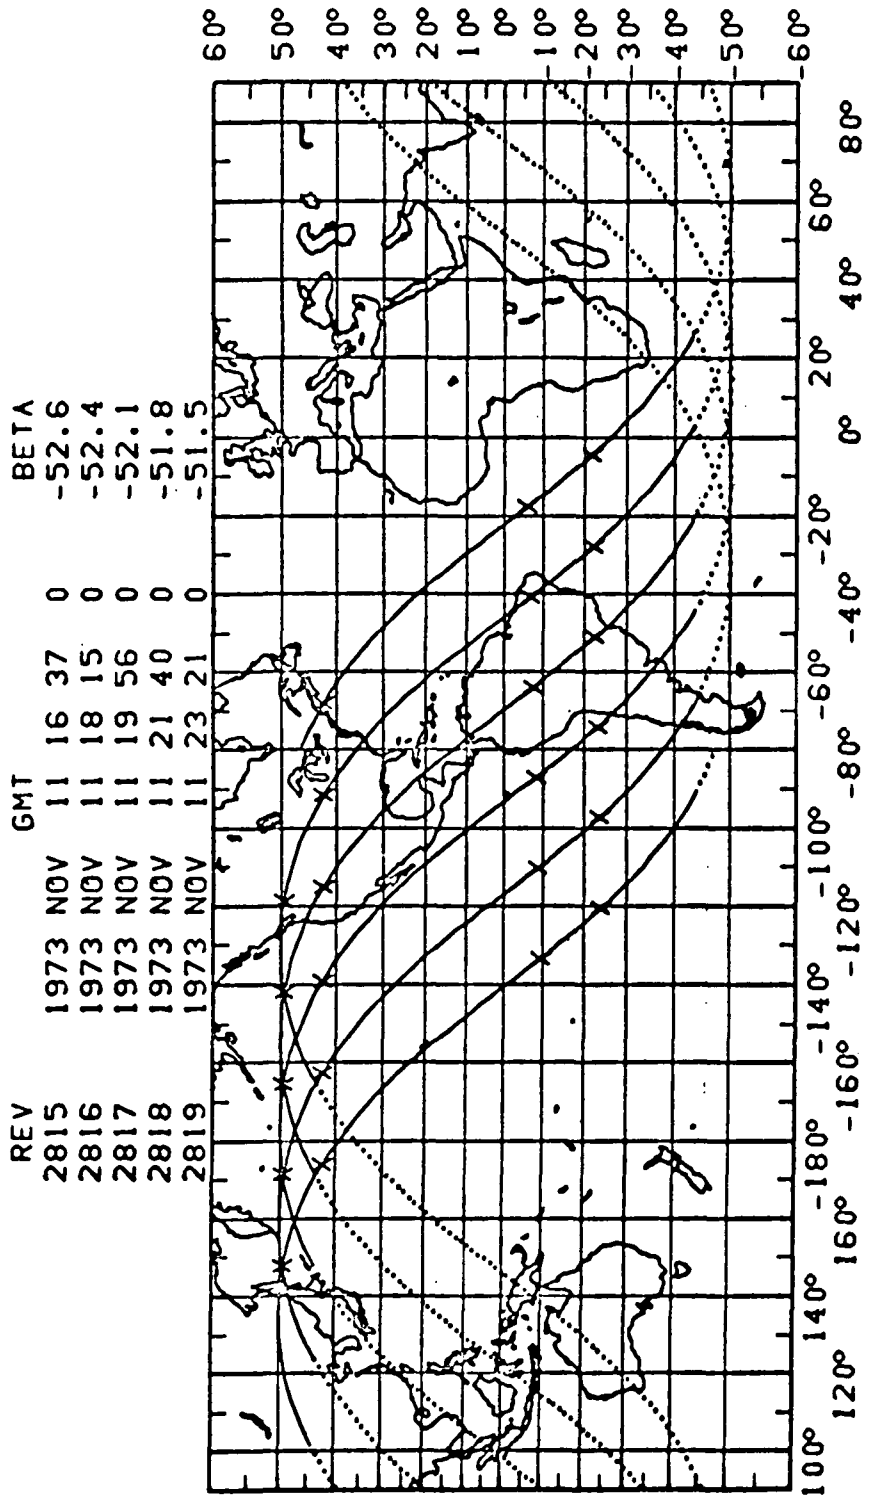 REV GMT BETA
2815 1973 NOV 11 16 37 0 -52.6
2816 1973 NOV 11 18 15 0 -52.4
2817 1973 NOV 11 19 56 0 -52.1
2818 1973 NOV 11 21 40 0 -51.8
2819 1973 NOV 11 23 21 0 -51.5
60°
50°
40°
30°
20°
10°
0°
-10°
-20°
-30°
-40°
-50°
-60°
100° 120° 140° 160° -180° -160° -140° -120° -100° -80° -60° -40° -20° 0° 20° 40° 60° 80°